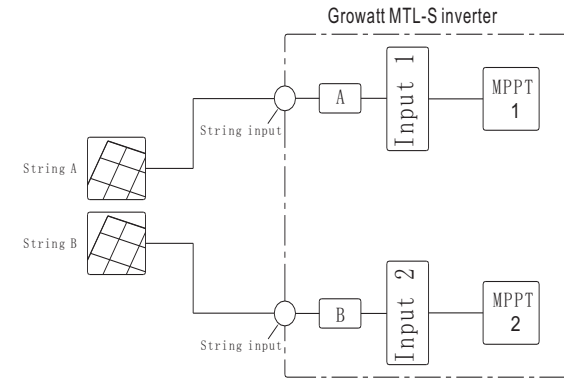 Growatt MTL-S inverter
A
Input 1
MPPT
1
String input
String A
String B
B
Input 2
MPPT
2
String input